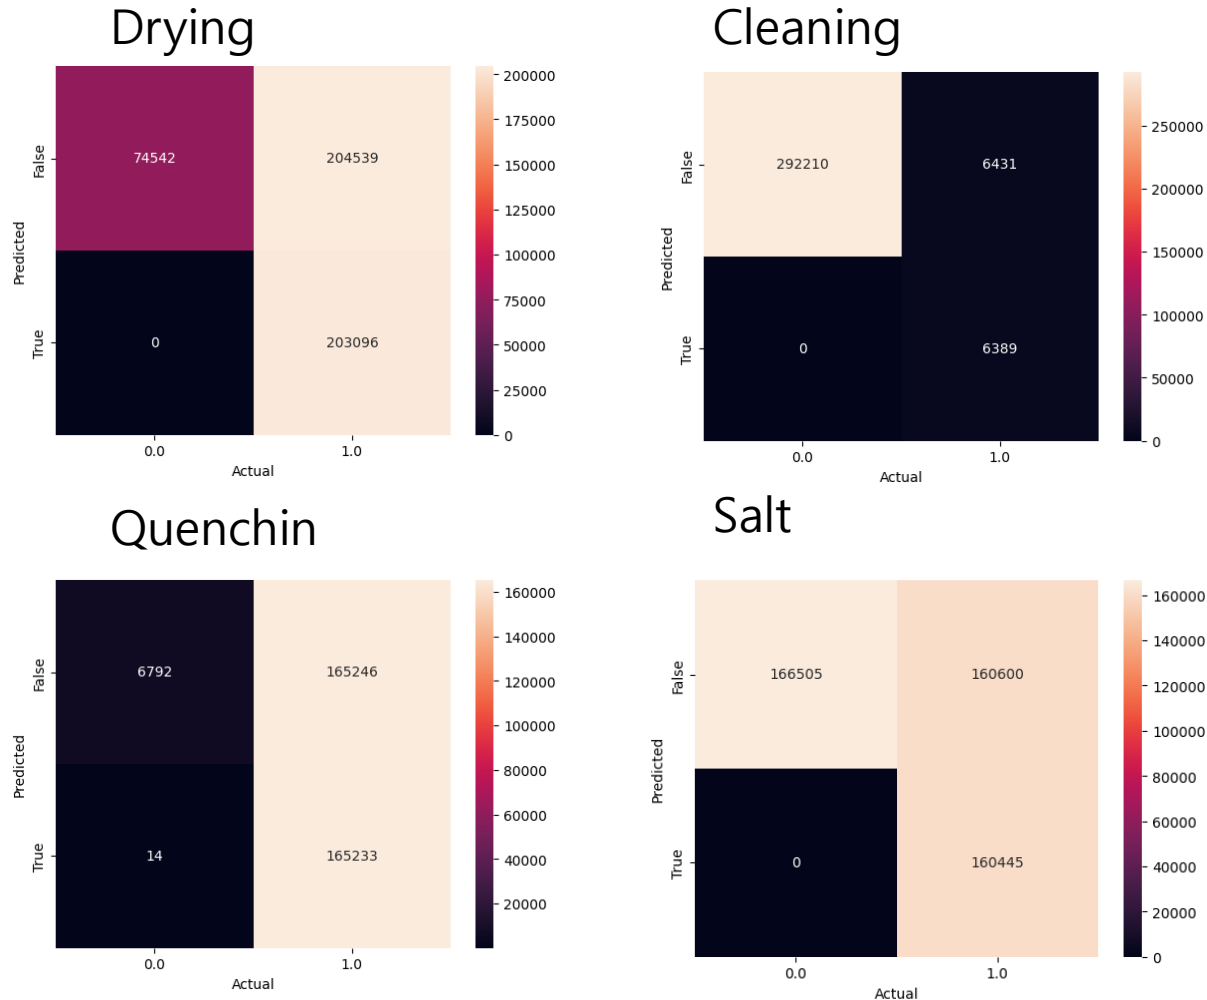 Drying
200000
175000
150000
125000
100000
75000
50000
25000
0
False
True
Predicted
74542
204539
0
203096
0.0
1.0
Actual
Cleaning
250000
200000
150000
100000
50000
0
False
True
Predicted
292210
6431
0
6389
0.0
1.0
Actual
Quenchin
160000
140000
120000
100000
80000
60000
40000
20000
False
True
Predicted
6792
165246
14
165233
0.0
1.0
Actual
Salt
160000
140000
120000
100000
80000
60000
40000
20000
0
False
True
Predicted
166505
160600
0
160445
0.0
1.0
Actual